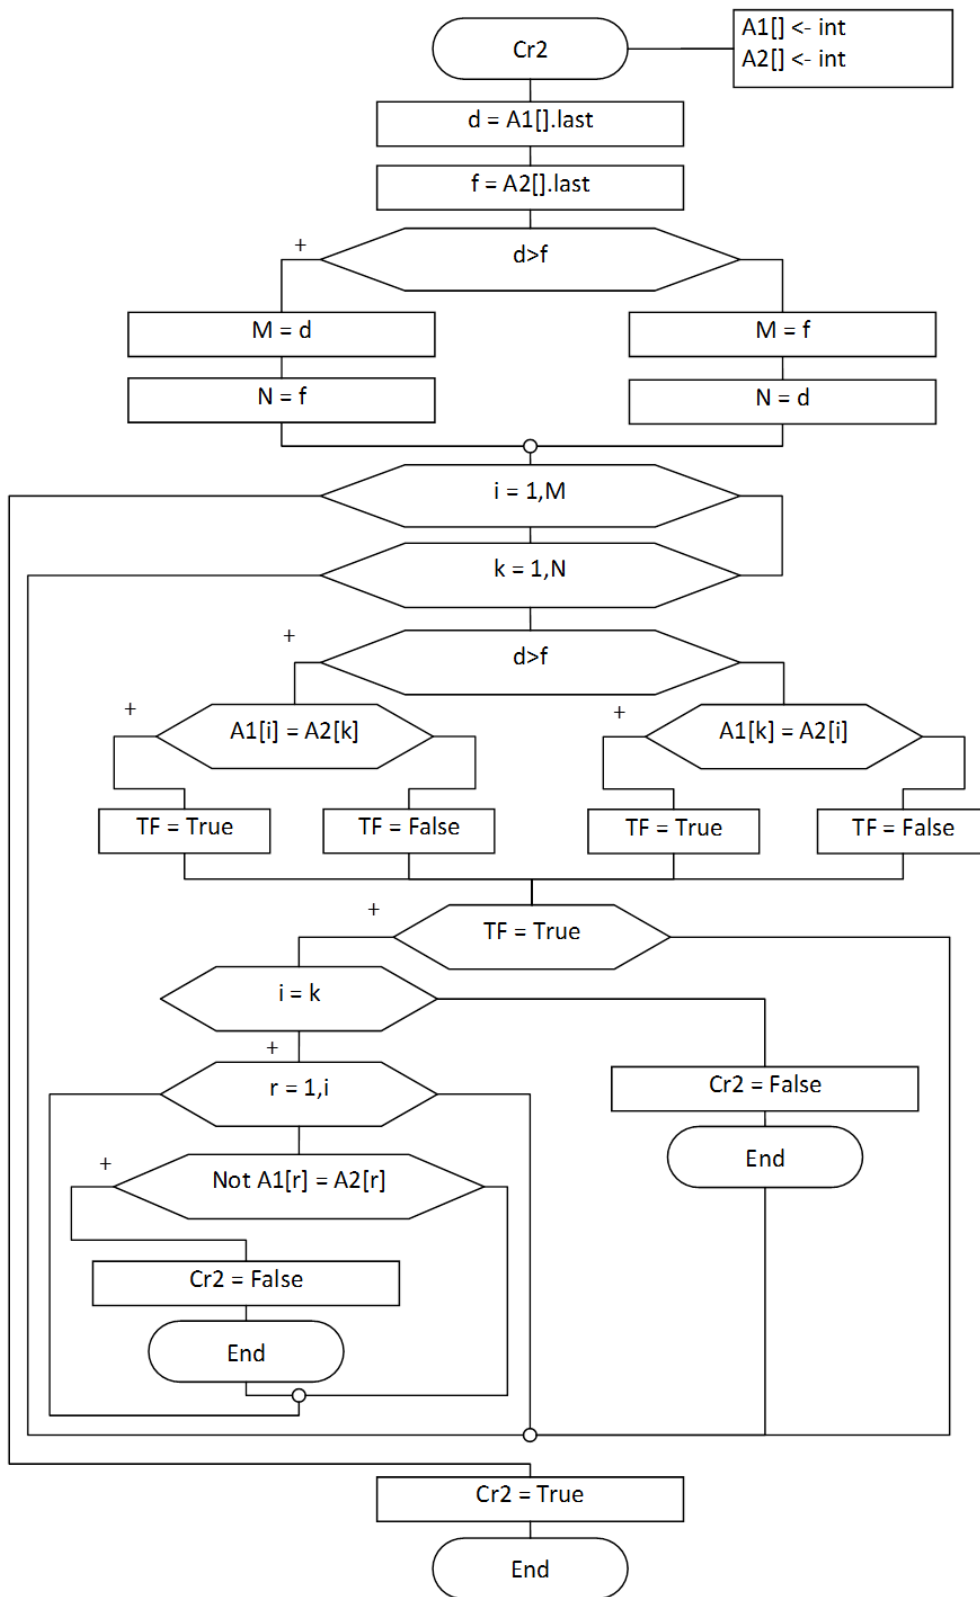 Cr2
A1[] <- int
A2[] <- int
d = A1[].last
f = A2[].last
+
d>f
M = d
M = f
N = f
N = d
i = 1,M
k = 1,N
+
d>f
+
A1[i] = A2[k]
+
A1[k] = A2[i]
TF = True
TF = False
TF = True
TF = False
+
TF = True
i = k
+
r = 1,i
Cr2 = False
End
+
Not A1[r] = A2[r]
Cr2 = False
End
Cr2 = True
End